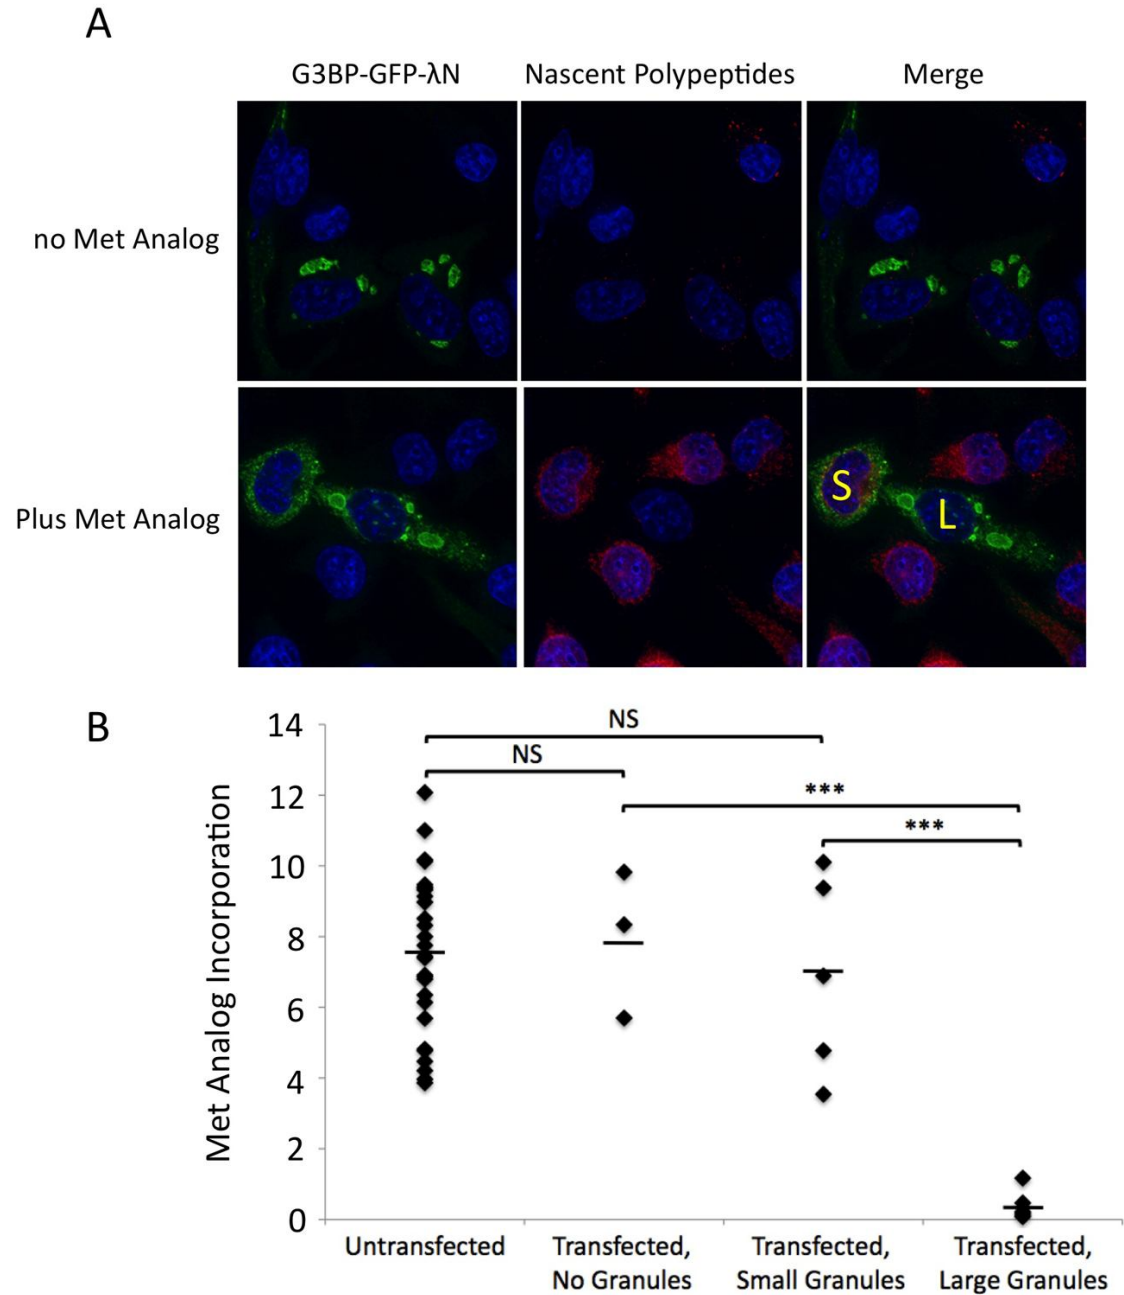 A
G3BP-GFP-λN Nascent Polypeptides Merge
no Met Analog
Plus Met Analog
S
L
B
NS
NS
***
***
Met Analog Incorporation
14
12
10
8
6
4
2
0
Untransfected
Transfected,
No Granules
Transfected,
Small Granules
Transfected,
Large Granules